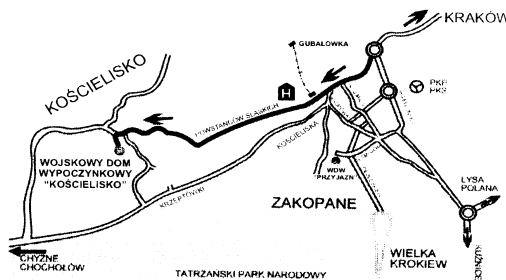 KRAKÓW
GUBAŁÓWKA
KOŚCIELISKO
H
PKP
PKS
POWSTAŃCÓW ŚLĄSKICH
KOŚCIELISKA
WOJSKOWY DOM
WYPOCZYNKOWY
"KOŚCIELISKO"
WDW
"PRZYJAŹŃ"
KRZEPTÓWKI
ŁYSA
POLANA
ZAKOPANE
KUŹNICE
WIELKA
KROKIEW
CHYŻNE
CHOCHOŁÓW
TATRZAŃSKI PARK NARODOWY